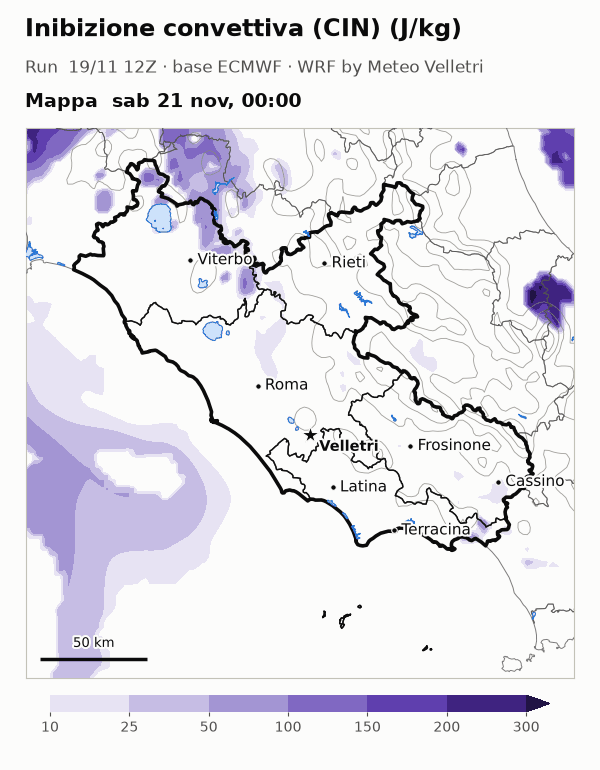 Inibizione convettiva (CIN) (J/kg)
Run 19/11 12Z · base ECMWF · WRF by Meteo Velletri
Mappa sab 21 nov, 00:00
Viterbo
Rieti
Roma
Velletri
Frosinone
Cassino
Latina
Terracina
50 km
10 25 50 100 150 200 300